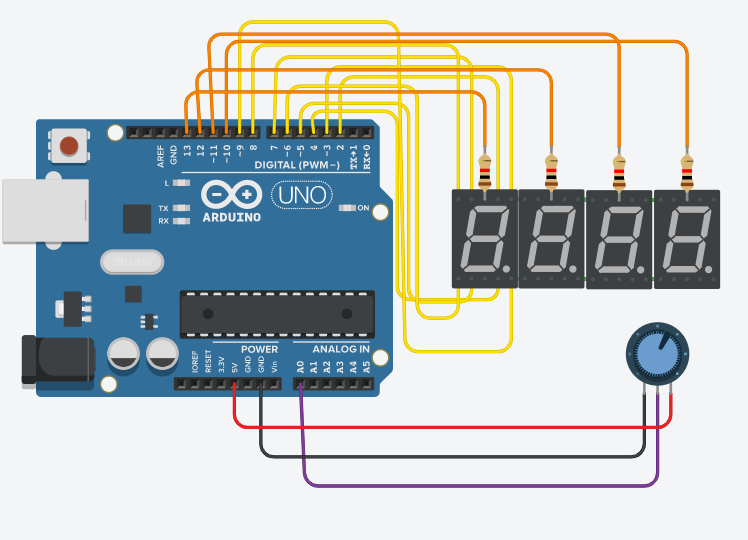 AREF
GND
13
12
~11
~10
~9
8
7
~6
~5
4
~3
2
TX→1
RX←0
DIGITAL (PWM~)
L
TX
RX
ARDUINO
UNO
ON
POWER
ANALOG IN
IOREF
RESET
3.3V
5V
GND
GND
Vin
A0
A1
A2
A3
A4
A5